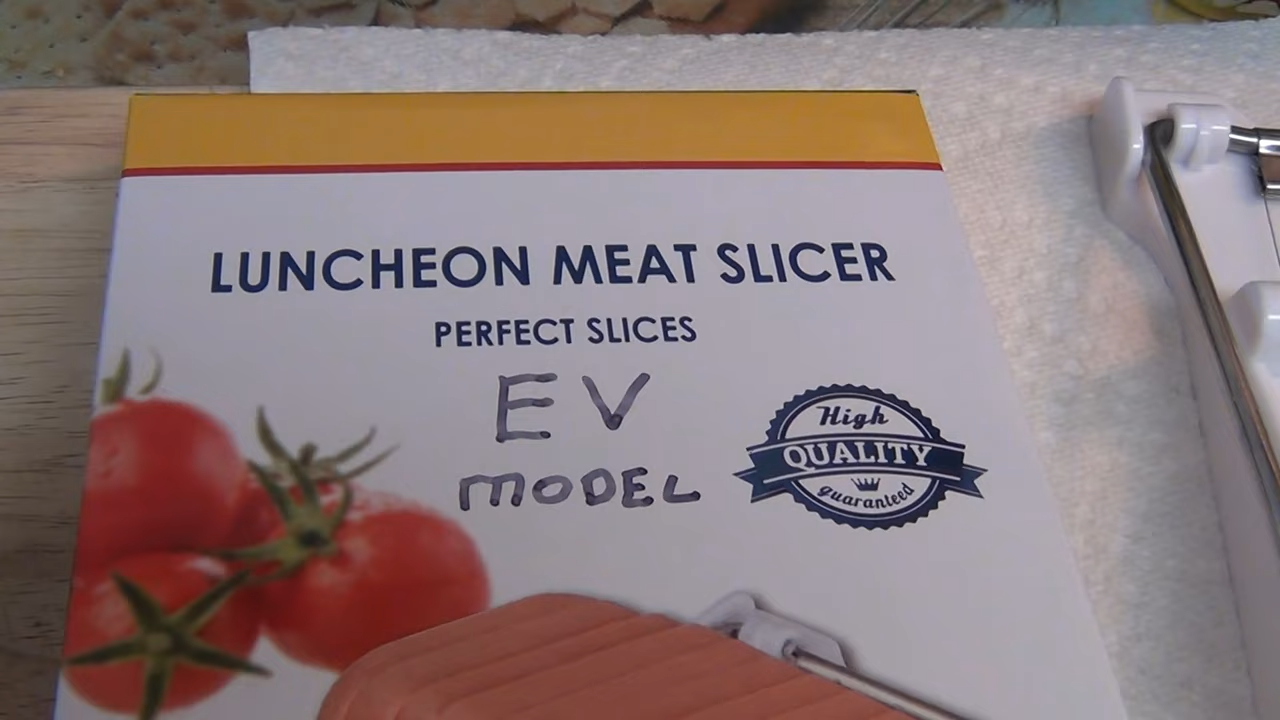 LUNCHEON MEAT SLICER
PERFECT SLICES
EV
MODEL
High
QUALITY
guaranteed